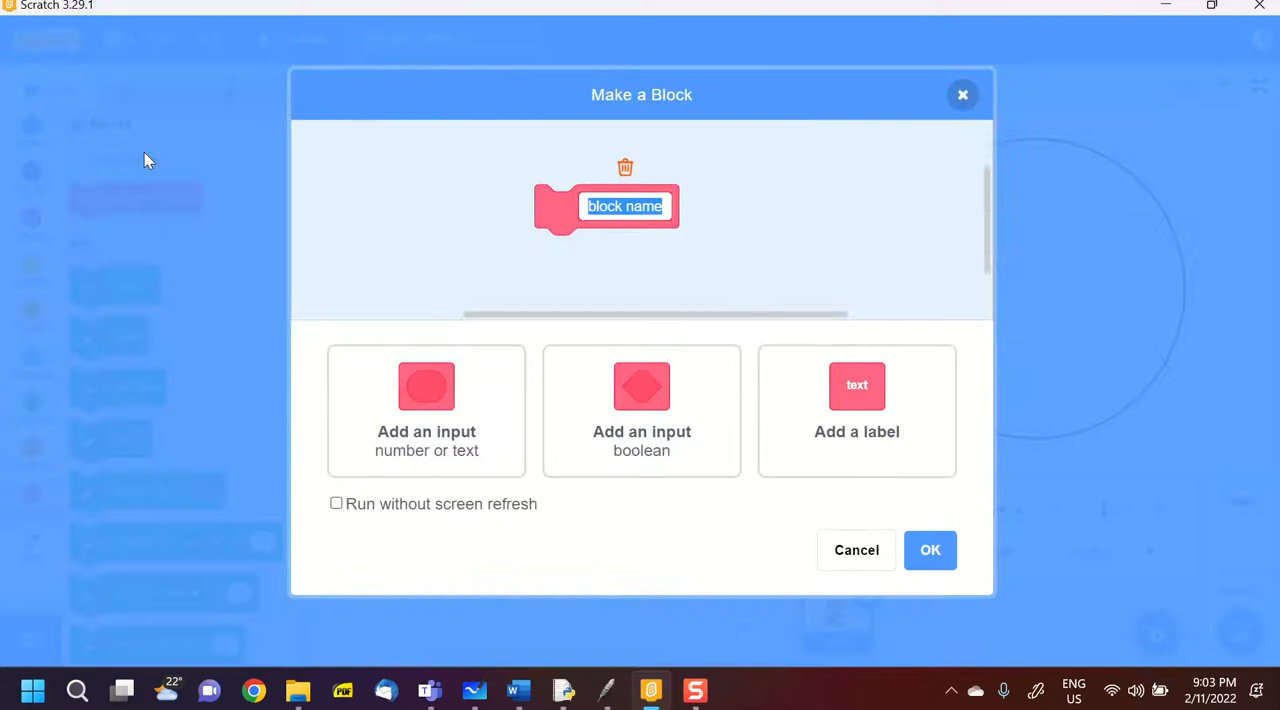 Scratch 3.29.1
Make a Block
block name
text
Add an input
number or text
Add an input
boolean
Add a label
Run without screen refresh
Cancel
OK
22°
PDF
ENG
US
9:03 PM
2/11/2022